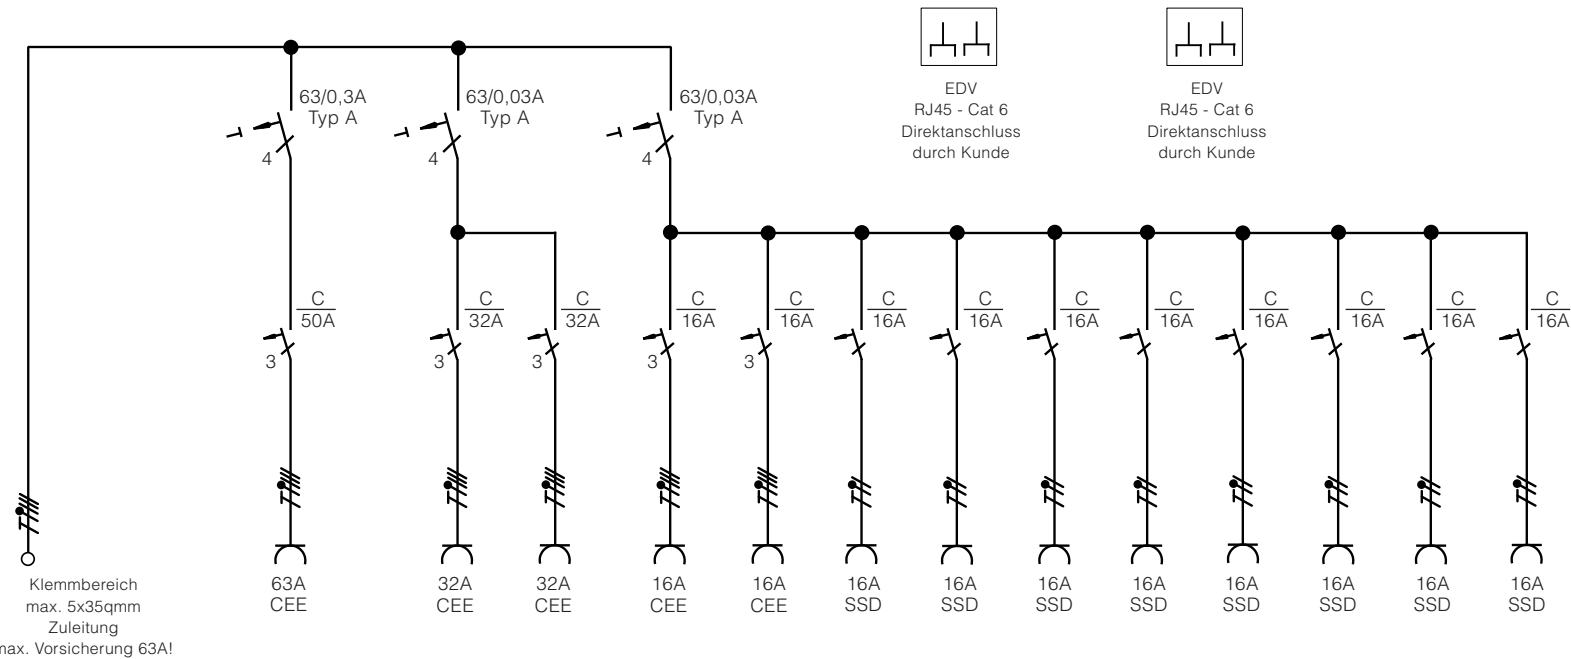 EDV
RJ45 - Cat 6
Direktanschluss
durch Kunde
EDV
RJ45 - Cat 6
Direktanschluss
durch Kunde
63/0,3A
Typ A
4
63/0,03A
Typ A
4
63/0,03A
Typ A
4
C
50A
3
C
32A
3
C
32A
3
C
16A
3
C
16A
3
C
16A
C
16A
C
16A
C
16A
C
16A
C
16A
C
16A
C
16A
Klemmbereich
max. 5x35qmm
Zuleitung
max. Vorsicherung 63A!
63A
CEE
32A
CEE
32A
CEE
16A
CEE
16A
CEE
16A
SSD
16A
SSD
16A
SSD
16A
SSD
16A
SSD
16A
SSD
16A
SSD
16A
SSD